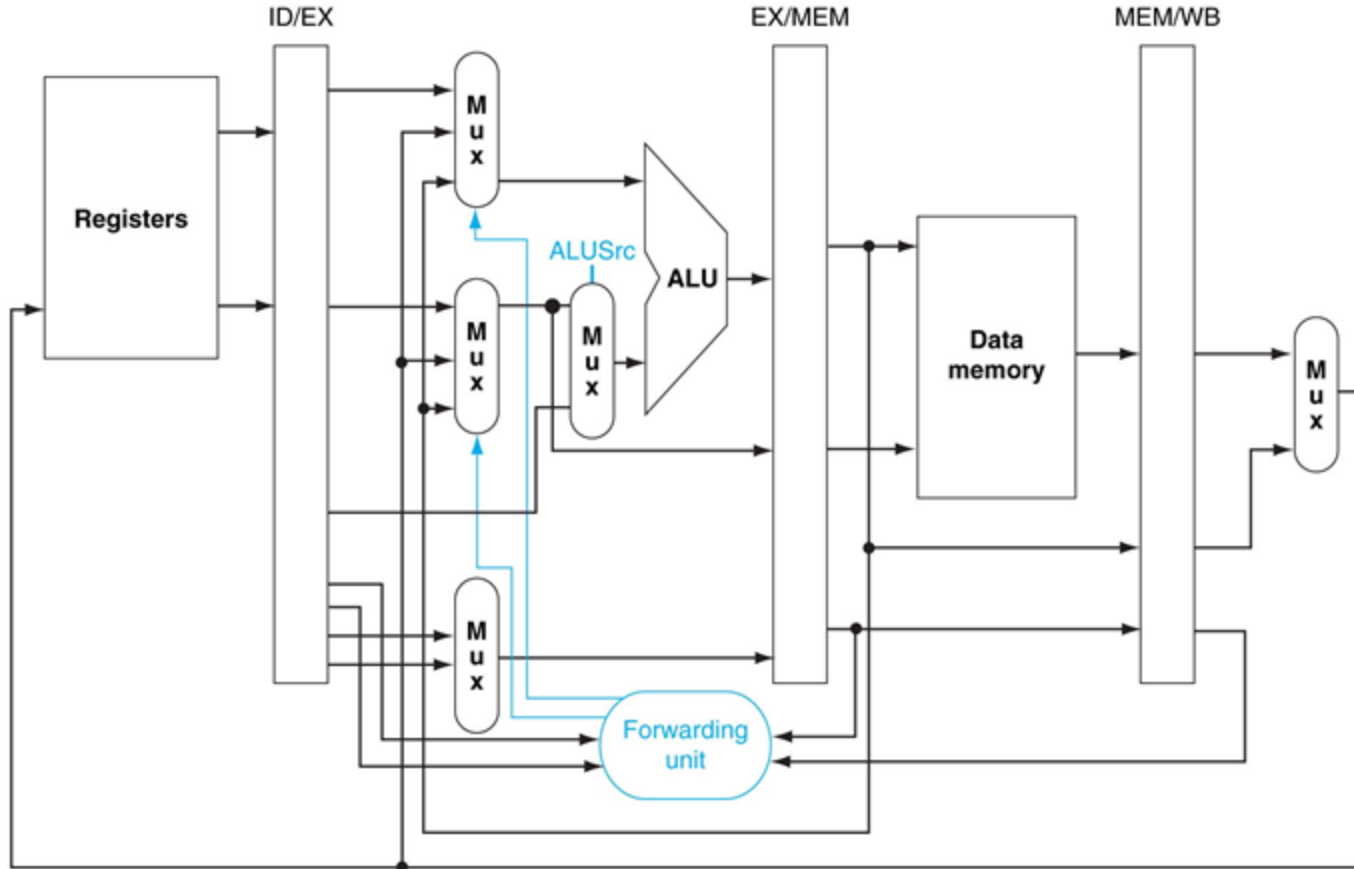 ID/EX
EX/MEM
MEM/WB
M
u
x
Registers
ALUSrc
ALU
M
u
x
M
u
x
Data
memory
M
u
x
M
u
x
Forwarding
unit